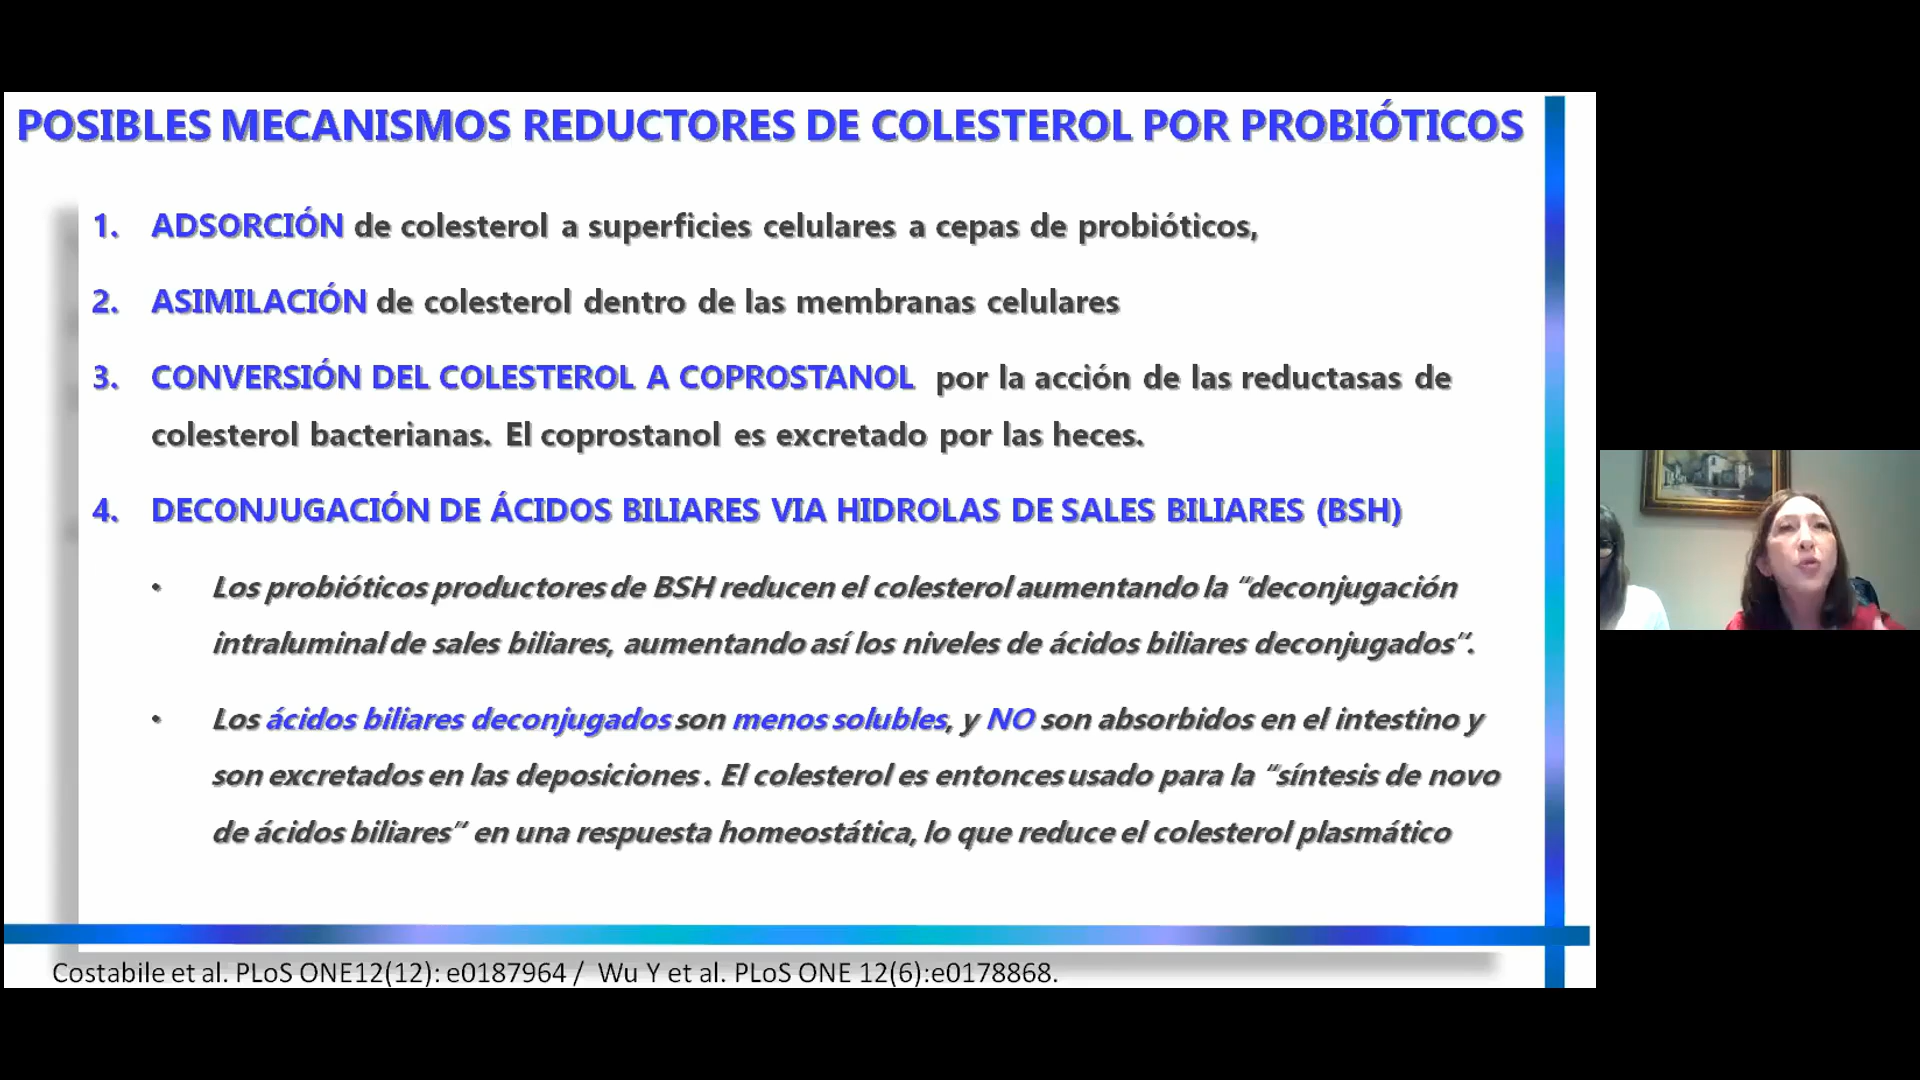 POSIBLES MECANISMOS REDUCTORES DE COLESTEROL POR PROBIÓTICOS
1. ADSORCIÓN de colesterol a superficies celulares a cepas de probióticos,
2. ASIMILACIÓN de colesterol dentro de las membranas celulares
3. CONVERSIÓN DEL COLESTEROL A COPROSTANOL por la acción de las reductasas de
colesterol bacterianas. El coprostanol es excretado por las heces.
4. DECONJUGACIÓN DE ÁCIDOS BILIARES VIA HIDROLAS DE SALES BILIARES (BSH)
• Los probióticos productores de BSH reducen el colesterol aumentando la “deconjugación
intraluminal de sales biliares, aumentando así los niveles de ácidos biliares deconjugados”.
• Los ácidos biliares deconjugados son menos solubles, y NO son absorbidos en el intestino y
son excretados en las deposiciones . El colesterol es entonces usado para la “síntesis de novo
de ácidos biliares” en una respuesta homeostática, lo que reduce el colesterol plasmático
Costabile et al. PLoS ONE12(12): e0187964 / Wu Y et al. PLoS ONE 12(6):e0178868.